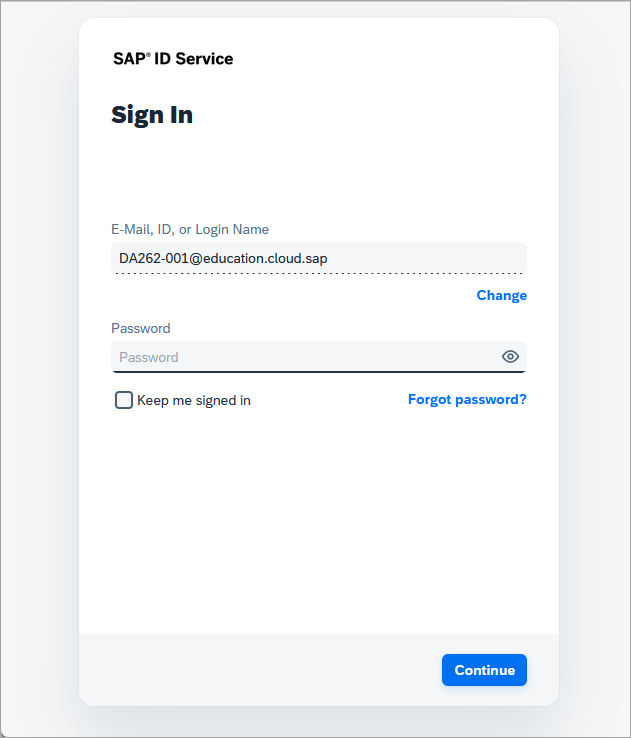 SAP® ID Service
Sign In
E-Mail, ID, or Login Name
DA262-001@education.cloud.sap
Change
Password
Password
Keep me signed in
Forgot password?
Continue